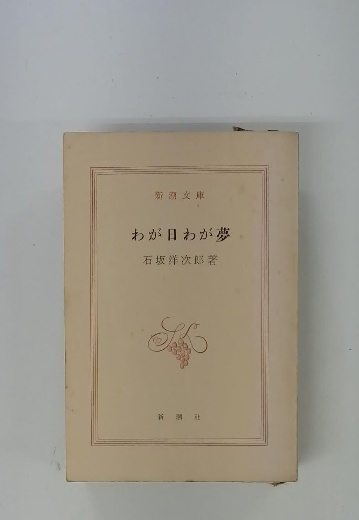 新潮文庫
わが日わが夢
石坂洋次郎著
新潮社